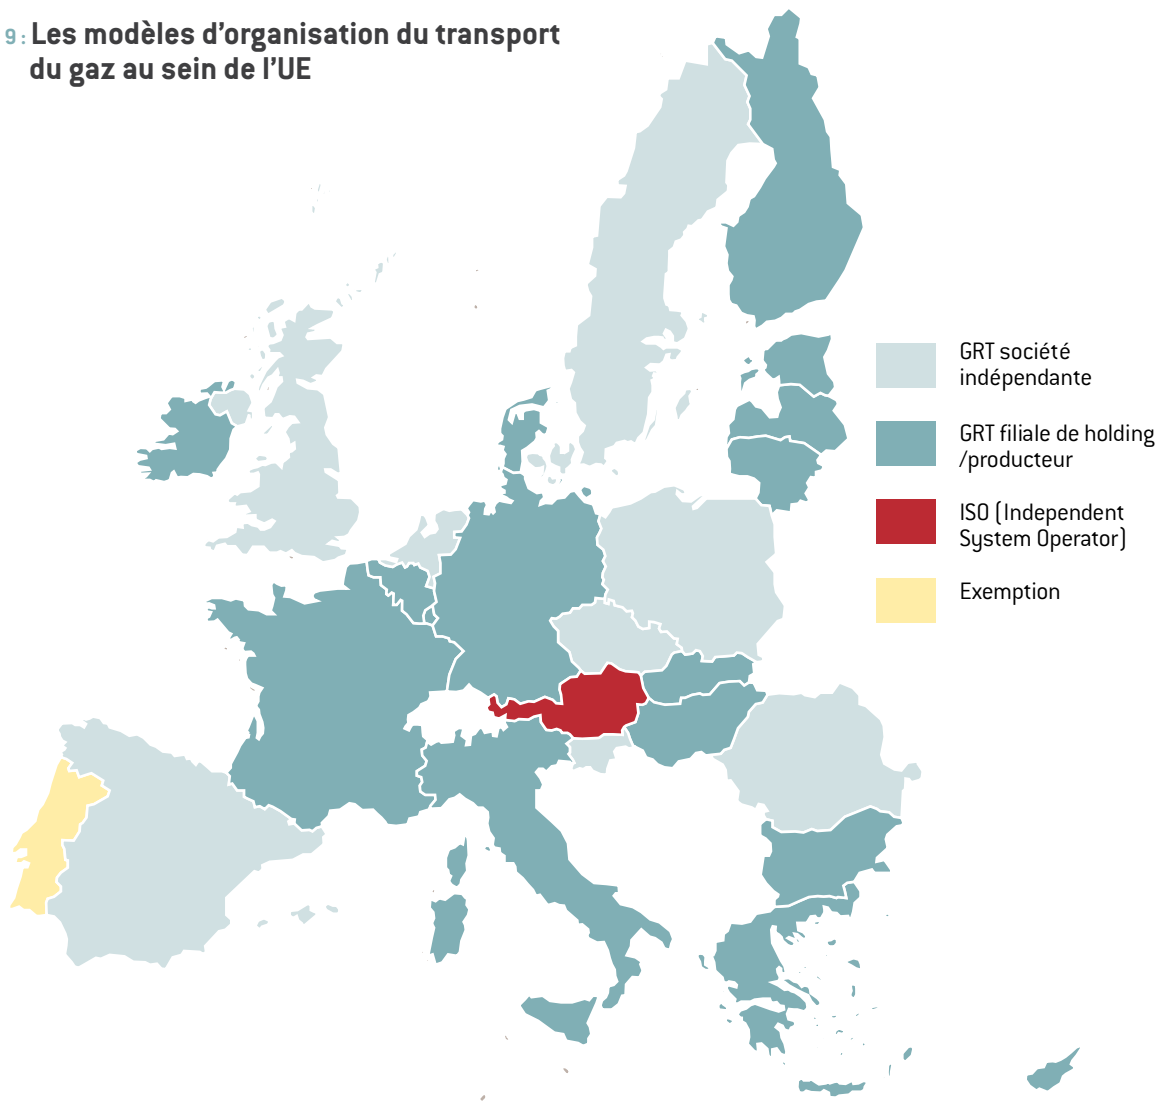 9 : Les modèles d’organisation du transport
du gaz au sein de l’UE
GRT société
indépendante
GRT filiale de holding
/producteur
ISO (Independent
System Operator)
Exemption